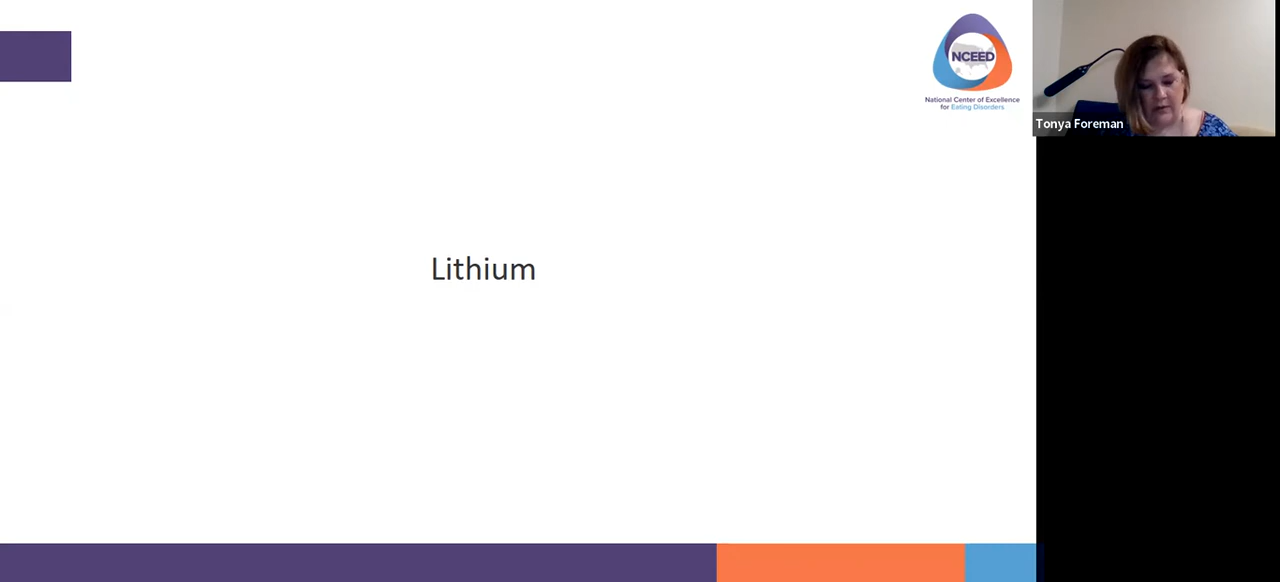 NCEED
National Center of Excellence
for Eating Disorders
Tonya Foreman
Lithium